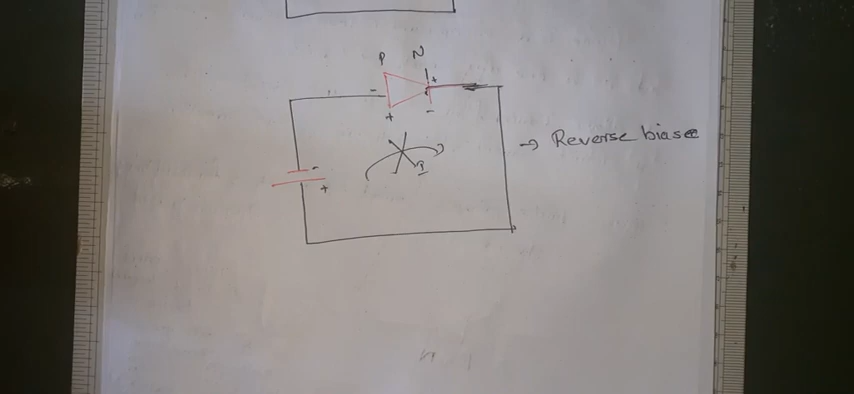 P N
- +
+ -
I
-
+
→ Reverse biase